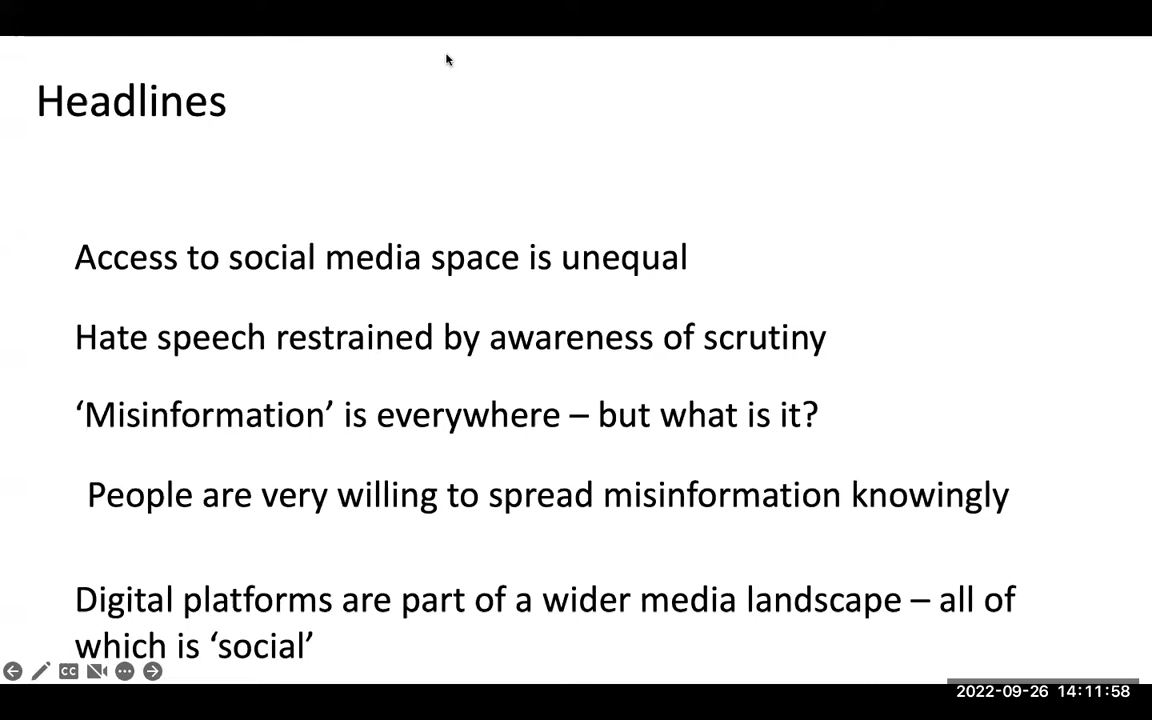 Headlines
Access to social media space is unequal
Hate speech restrained by awareness of scrutiny
‘Misinformation’ is everywhere – but what is it?
People are very willing to spread misinformation knowingly
Digital platforms are part of a wider media landscape – all of
which is ‘social’
CC
2022-09-26 14:11:58